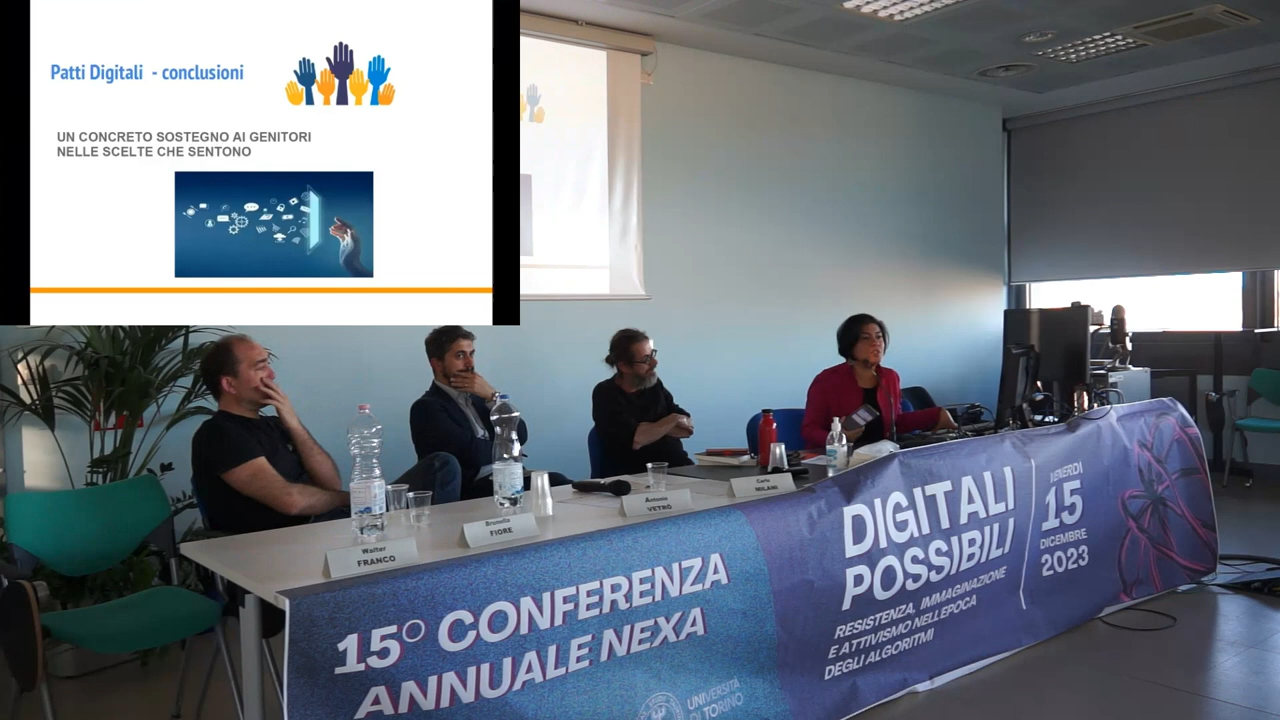 Patti Digitali - conclusioni
UN CONCRETO SOSTEGNO AI GENITORI
NELLE SCELTE CHE SENTONO
Walter
FRANCO
Brunella
FIORE
Antonio
VETRÒ
Carlo
MILANI
15° CONFERENZA
ANNUALE NEXA
UNIVERSITÀ
DI TORINO
DIGITALI
POSSIBILI
RESISTENZA, IMMAGINAZIONE
E ATTIVISMO NELL'EPOCA
DEGLI ALGORITMI
VENERDÌ
15
DICEMBRE
2023